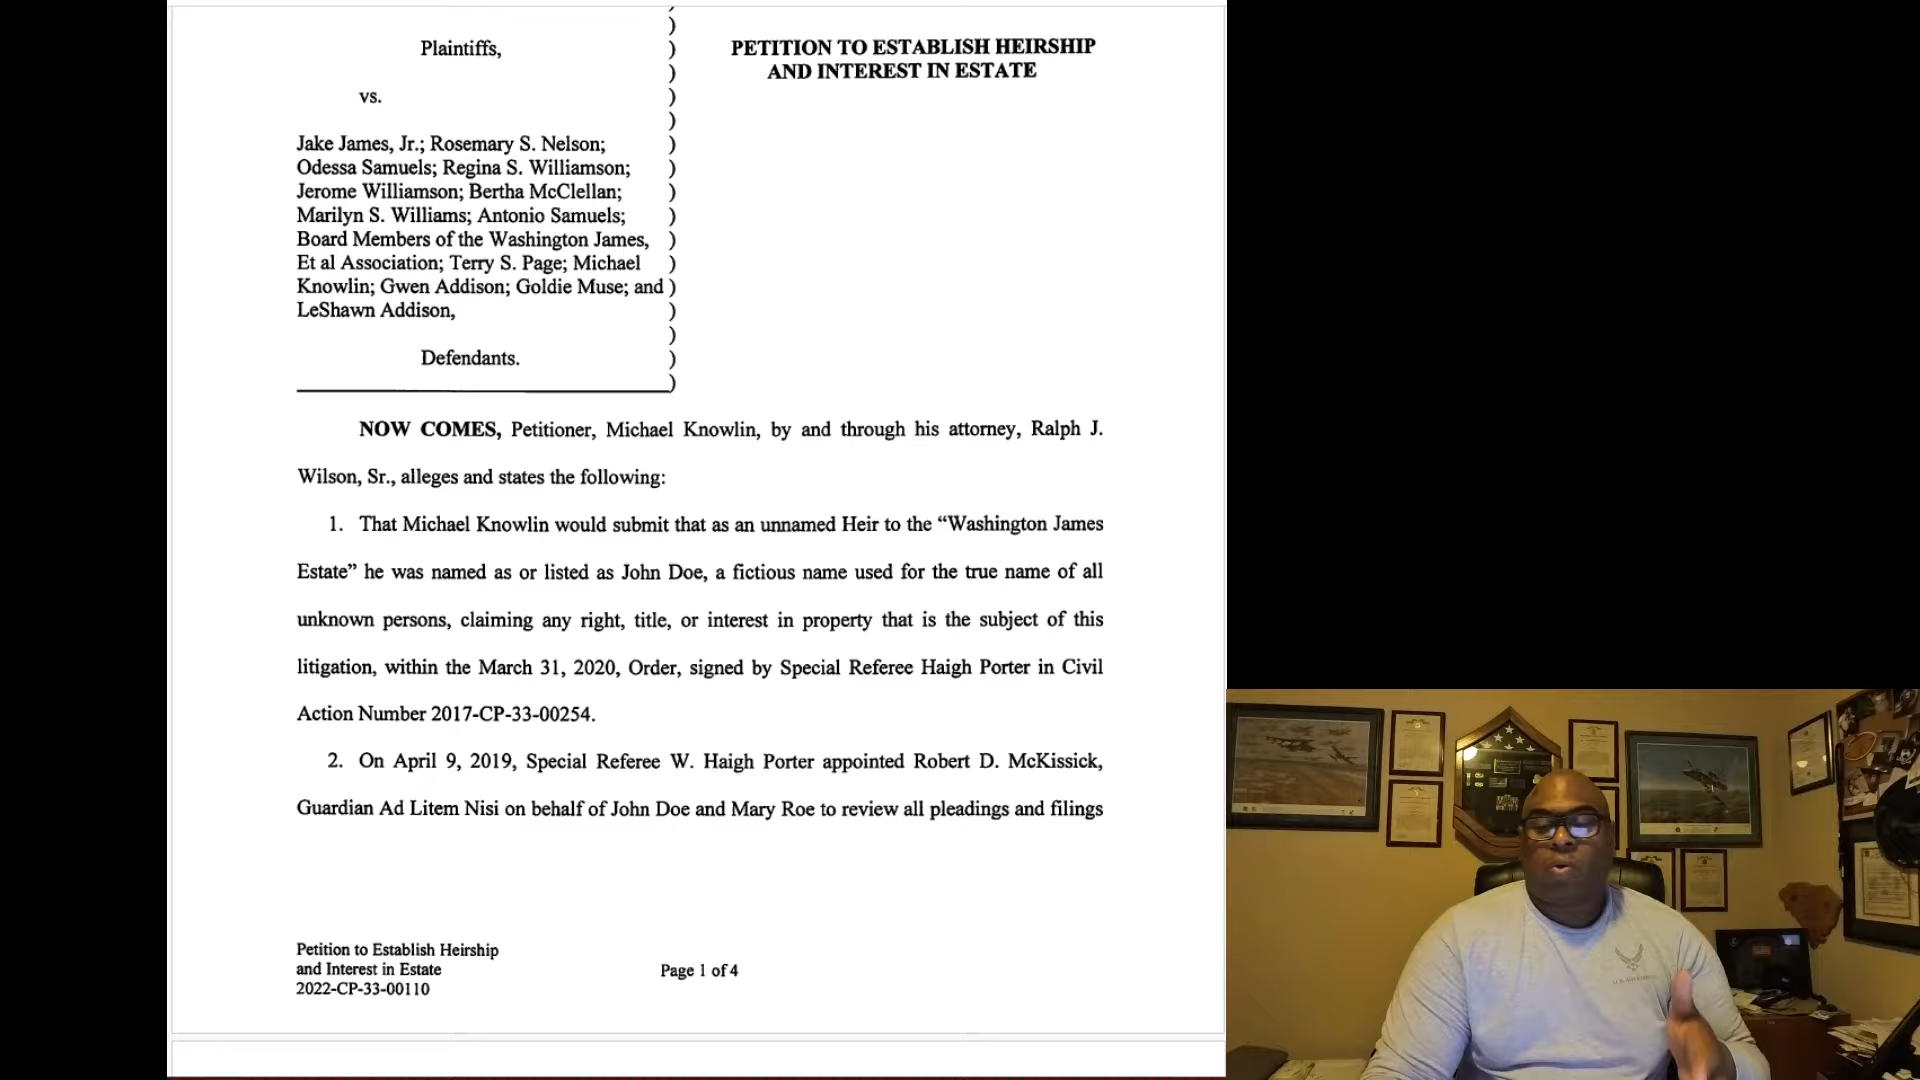 Plaintiffs,
PETITION TO ESTABLISH HEIRSHIP
AND INTEREST IN ESTATE
vs.
Jake James, Jr.; Rosemary S. Nelson;
Odessa Samuels; Regina S. Williamson;
Jerome Williamson; Bertha McClellan;
Marilyn S. Williams; Antonio Samuels;
Board Members of the Washington James,
Et al Association; Terry S. Page; Michael
Knowlin; Gwen Addison; Goldie Muse; and
LeShawn Addison,
Defendants.
NOW COMES, Petitioner, Michael Knowlin, by and through his attorney, Ralph J.
Wilson, Sr., alleges and states the following:
1. That Michael Knowlin would submit that as an unnamed Heir to the “Washington James
Estate” he was named as or listed as John Doe, a fictious name used for the true name of all
unknown persons, claiming any right, title, or interest in property that is the subject of this
litigation, within the March 31, 2020, Order, signed by Special Referee Haigh Porter in Civil
Action Number 2017-CP-33-00254.
2. On April 9, 2019, Special Referee W. Haigh Porter appointed Robert D. McKissick,
Guardian Ad Litem Nisi on behalf of John Doe and Mary Roe to review all pleadings and filings
Petition to Establish Heirship
and Interest in Estate
2022-CP-33-00110
Page 1 of 4